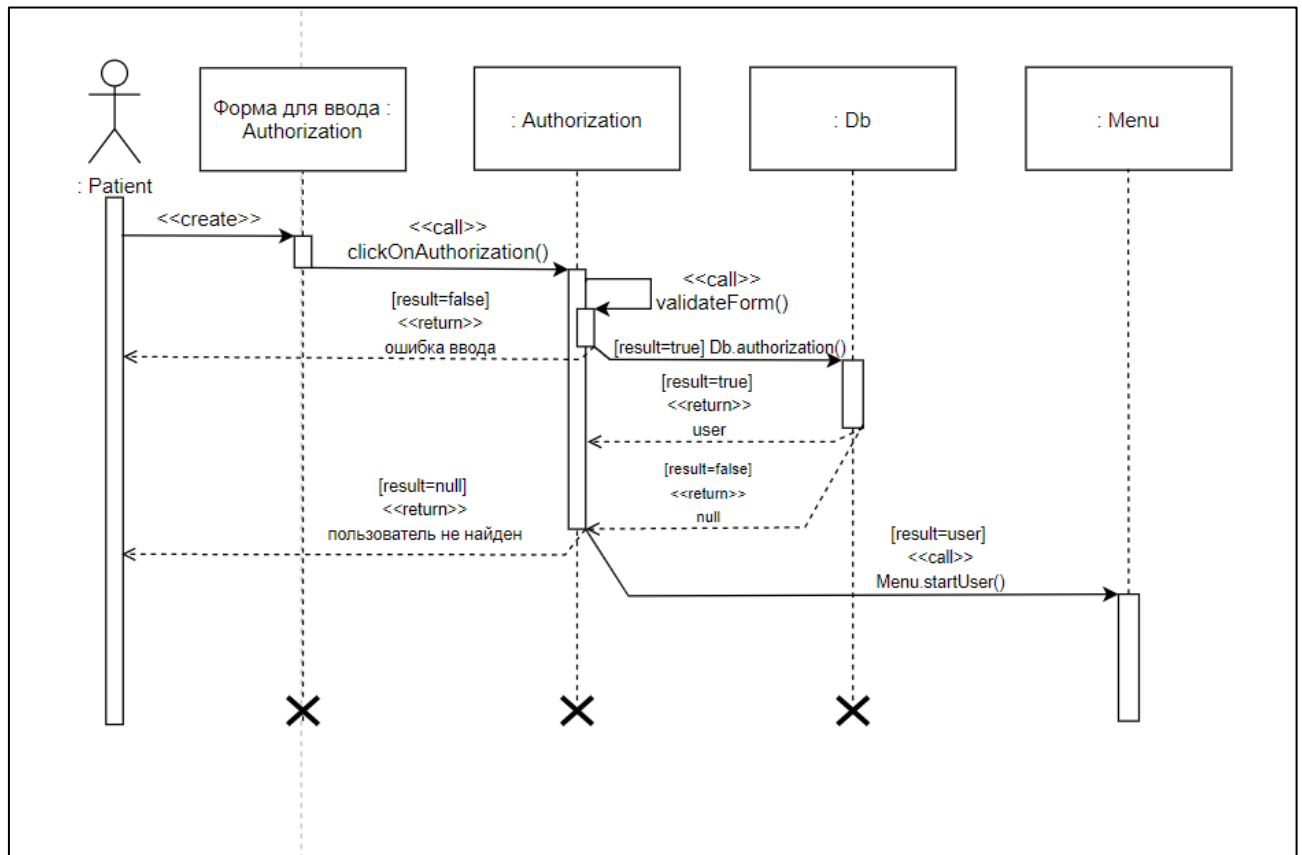 Форма для ввода :
Authorization
: Authorization
: Db
: Menu
: Patient
<<create>>
<<call>>
clickOnAuthorization()
<<call>>
validateForm()
[result=false]
<<return>>
ошибка ввода
[result=true] Db.authorization()
[result=true]
<<return>>
user
[result=false]
<<return>>
null
[result=null]
<<return>>
пользователь не найден
[result=user]
<<call>>
Menu.startUser()